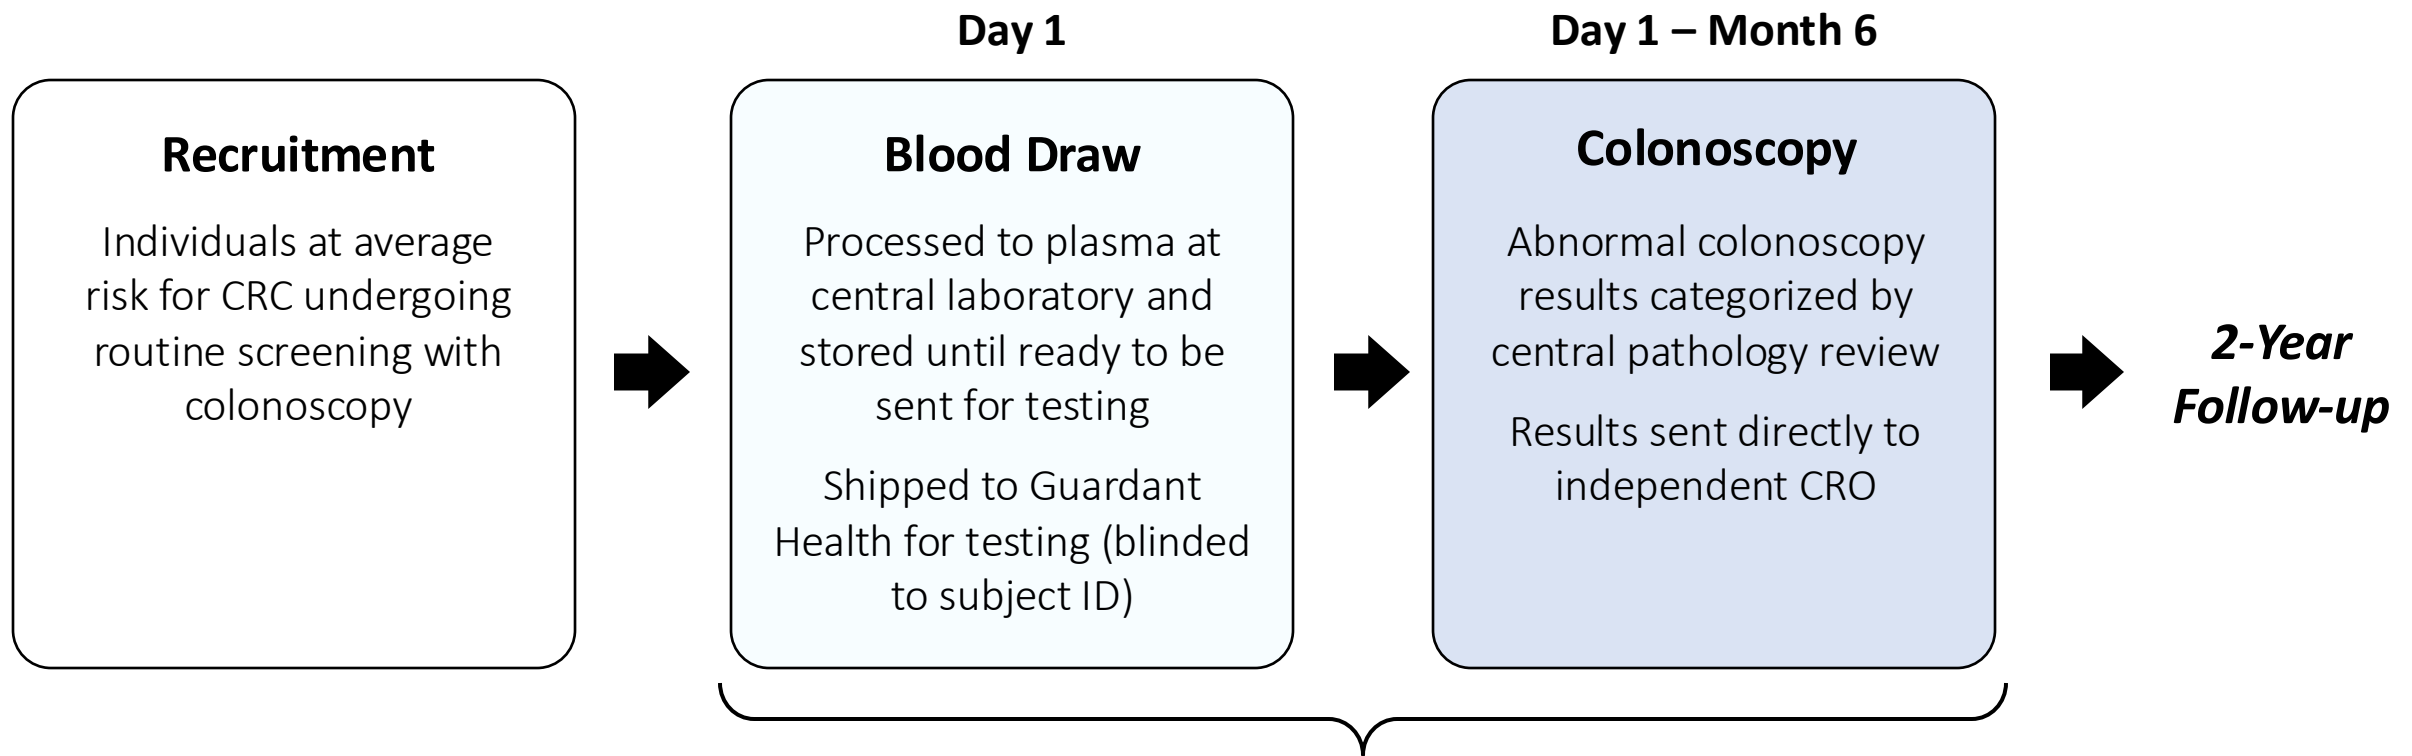 Recruitment
Individuals at average
risk for CRC undergoing
routine screening with
colonoscopy
Day 1
Blood Draw
Processed to plasma at
central laboratory and
stored until ready to be
sent for testing
Shipped to Guardant
Health for testing (blinded
to subject ID)
Day 1 – Month 6
Colonoscopy
Abnormal colonoscopy
results categorized by
central pathology review
Results sent directly to
independent CRO
2-Year
Follow-up